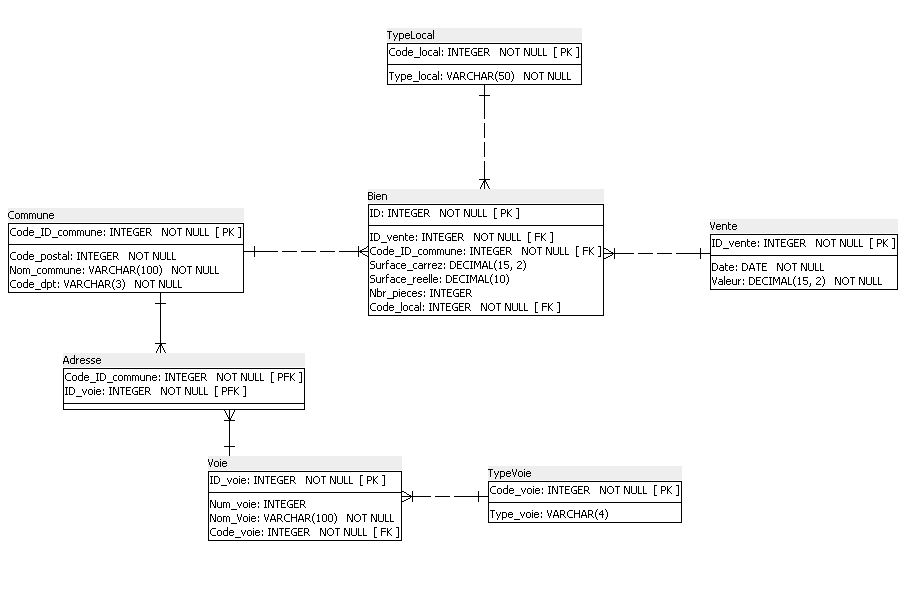 TypeLocal
Code_local: INTEGER NOT NULL [ PK ]
Type_local: VARCHAR(50) NOT NULL
Bien
ID: INTEGER NOT NULL [ PK ]
ID_vente: INTEGER NOT NULL [ FK ]
Code_ID_commune: INTEGER NOT NULL [ FK ]
Surface_carrez: DECIMAL(15, 2)
Surface_reelle: DECIMAL(10)
Nbr_pieces: INTEGER
Code_local: INTEGER NOT NULL [ FK ]
Commune
Code_ID_commune: INTEGER NOT NULL [ PK ]
Code_postal: INTEGER NOT NULL
Nom_commune: VARCHAR(100) NOT NULL
Code_dpt: VARCHAR(3) NOT NULL
Vente
ID_vente: INTEGER NOT NULL [ PK ]
Date: DATE NOT NULL
Valeur: DECIMAL(15, 2) NOT NULL
Adresse
Code_ID_commune: INTEGER NOT NULL [ PFK ]
ID_voie: INTEGER NOT NULL [ PFK ]
Voie
ID_voie: INTEGER NOT NULL [ PK ]
Num_voie: INTEGER
Nom_Voie: VARCHAR(100) NOT NULL
Code_voie: INTEGER NOT NULL [ FK ]
TypeVoie
Code_voie: INTEGER NOT NULL [ PK ]
Type_voie: VARCHAR(4)